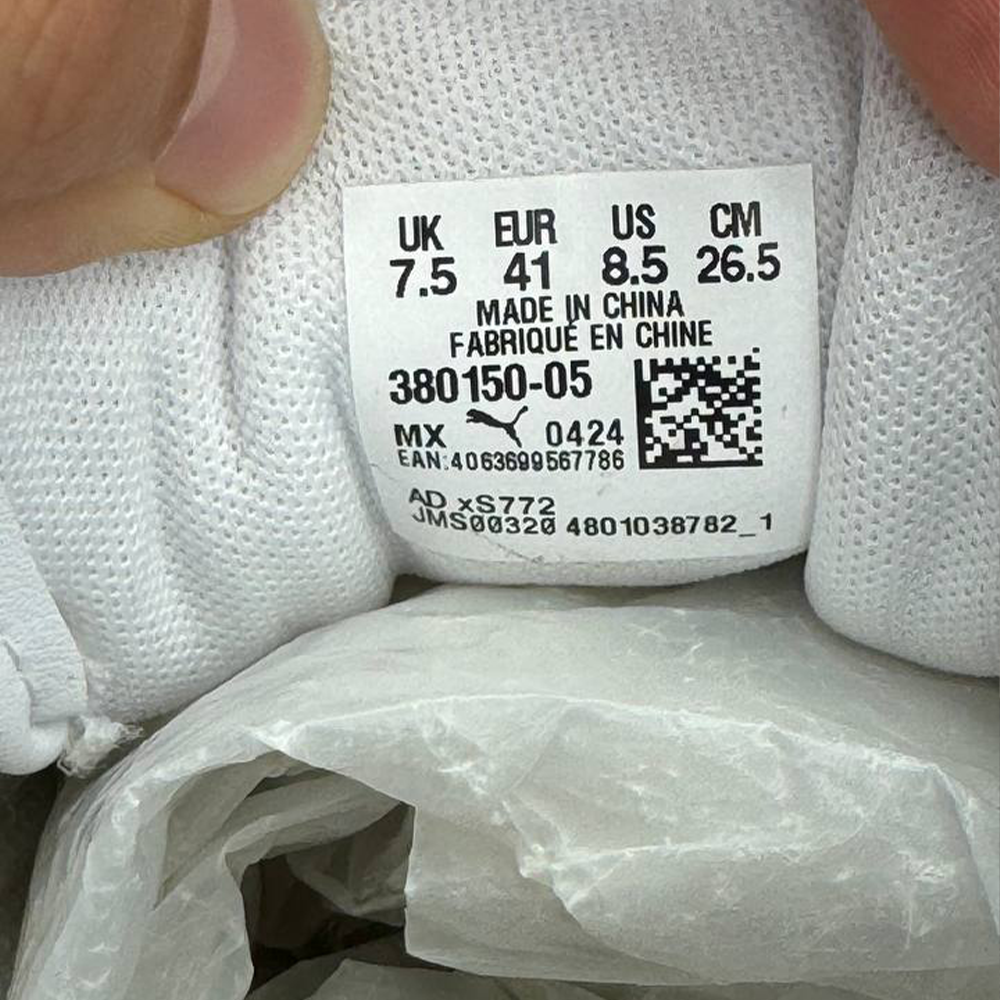 UK EUR US CM
7.5 41 8.5 26.5
MADE IN CHINA
FABRIQUÉ EN CHINE
380150-05
MX 0424
EAN:4063699567786
AD xS772
JMS00320 4801038782_1